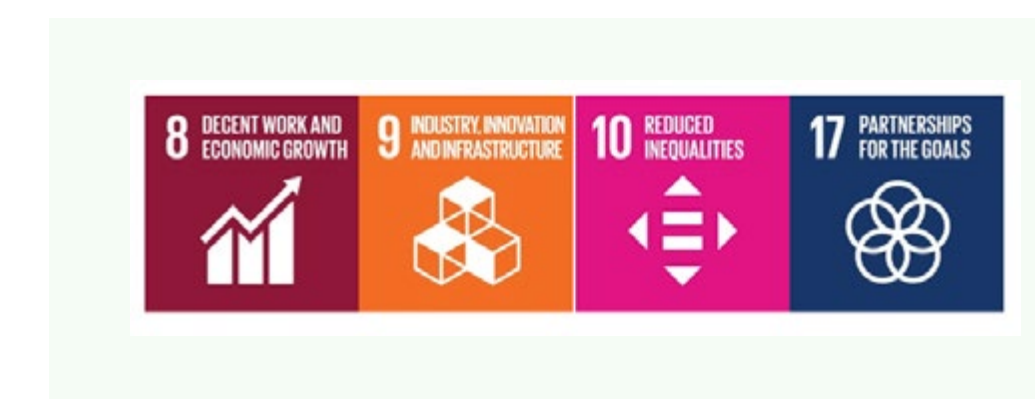 8 DECENT WORK AND
ECONOMIC GROWTH
9 INDUSTRY, INNOVATION
AND INFRASTRUCTURE
10 REDUCED
INEQUALITIES
17 PARTNERSHIPS
FOR THE GOALS